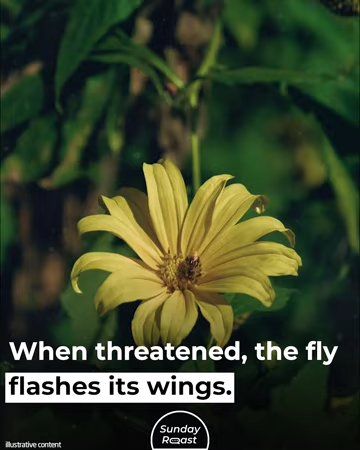 When threatened, the fly
flashes its wings.
Sunday
Roast
illustrative content